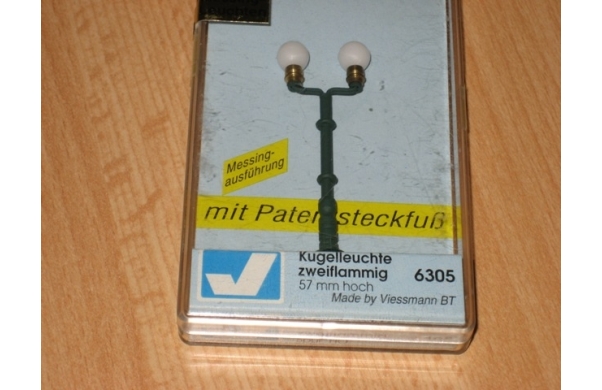 Messing-
ausführung
mit Patentsteckfuß
Kugelleuchte
zweiflammig 6305
57 mm hoch
Made by Viessmann BT